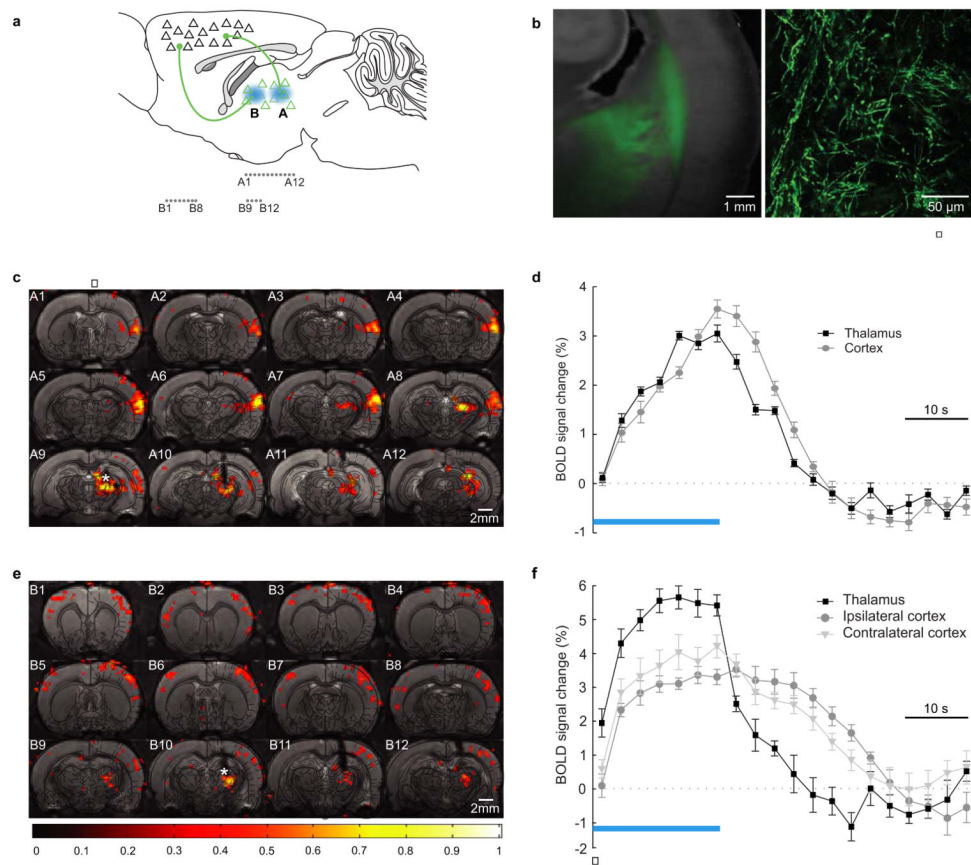 a
B A
A1 A12
B1 B8 B9 B12
b
1 mm
50 µm
c
A1 A2 A3 A4
A5 A6 A7 A8
A9 A10 A11 A12
*
2mm
d
BOLD signal change (%)
4
3
2
1
0
-1
Thalamus
Cortex
10 s
e
B1 B2 B3 B4
B5 B6 B7 B8
B9 B10 B11 B12
*
2mm
0 0.1 0.2 0.3 0.4 0.5 0.6 0.7 0.8 0.9 1
f
BOLD signal change (%)
6
5
4
3
2
1
0
-1
-2
Thalamus
Ipsilateral cortex
Contralateral cortex
10 s